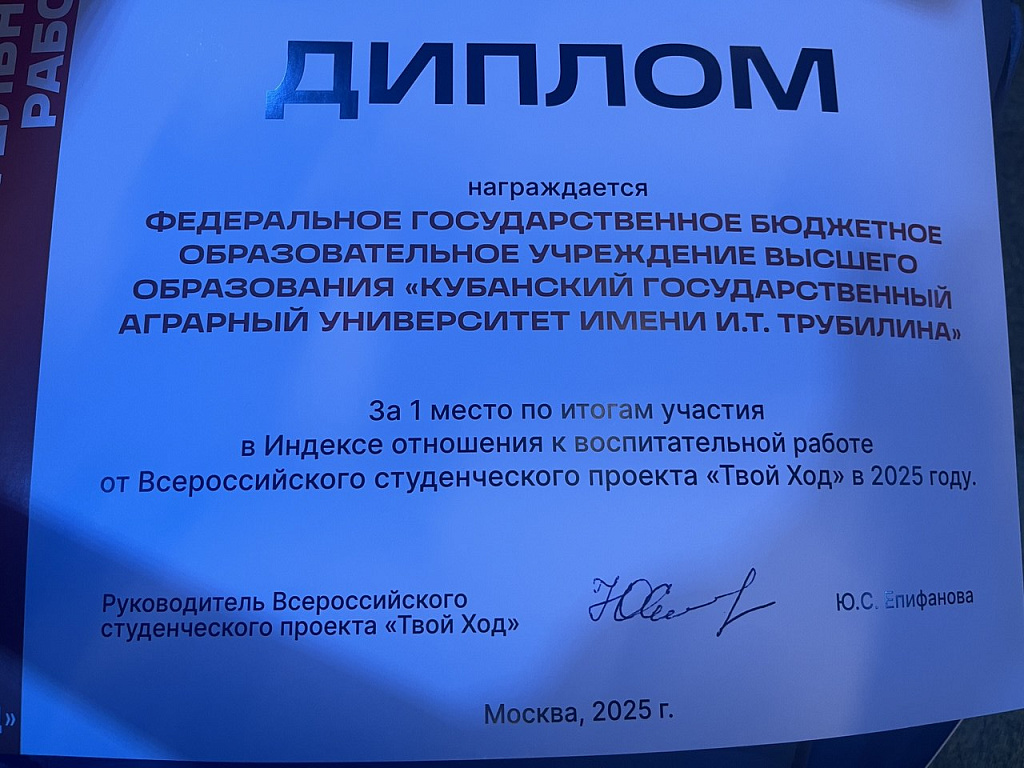 РАБО
ДИПЛОМ
награждается
ФЕДЕРАЛЬНОЕ ГОСУДАРСТВЕННОЕ БЮДЖЕТНОЕ
ОБРАЗОВАТЕЛЬНОЕ УЧРЕЖДЕНИЕ ВЫСШЕГО
ОБРАЗОВАНИЯ «КУБАНСКИЙ ГОСУДАРСТВЕННЫЙ
АГРАРНЫЙ УНИВЕРСИТЕТ ИМЕНИ И.Т. ТРУБИЛИНА»
За 1 место по итогам участия
в Индексе отношения к воспитательной работе
от Всероссийского студенческого проекта «Твой Ход» в 2025 году.
Руководитель Всероссийского
студенческого проекта «Твой Ход»
Ю.С. Епифанова
Москва, 2025 г.